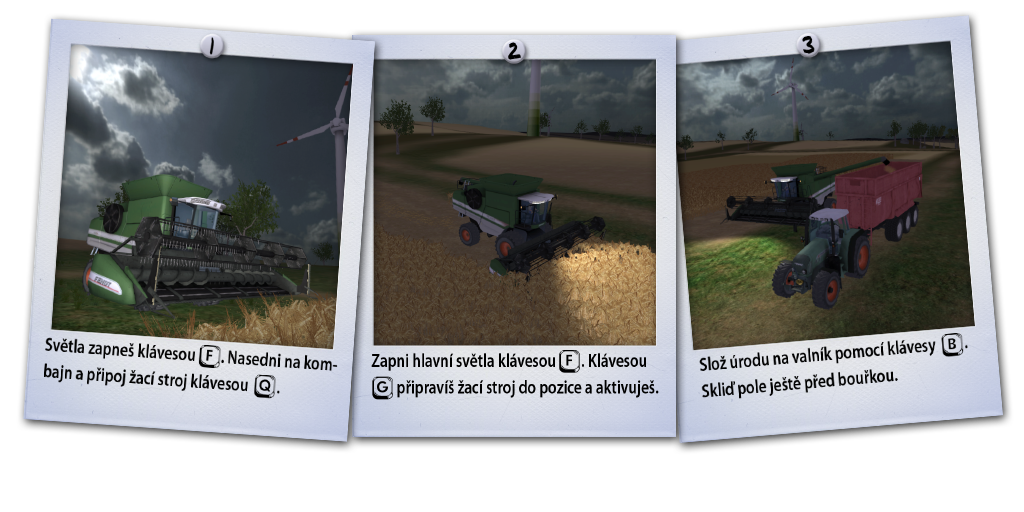 1
Světla zapneš klávesou F. Nasedni na kom-
bajn a připoj žací stroj klávesou Q.
2
Zapni hlavní světla klávesou F. Klávesou
G připravíš žací stroj do pozice a aktivuješ.
3
Slož úrodu na valník pomocí klávesy B.
Skliď pole ještě před bouřkou.